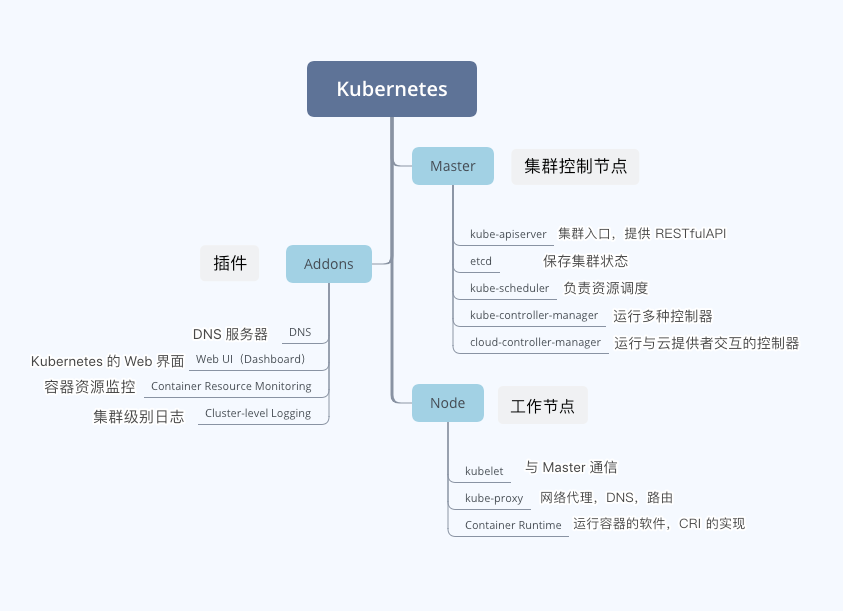 Kubernetes
Master 集群控制节点
kube-apiserver 集群入口，提供 RESTfulAPI
etcd 保存集群状态
kube-scheduler 负责资源调度
kube-controller-manager 运行多种控制器
cloud-controller-manager 运行与云提供者交互的控制器
插件 Addons
DNS 服务器 DNS
Kubernetes 的 Web 界面 Web UI（Dashboard）
容器资源监控 Container Resource Monitoring
集群级别日志 Cluster-level Logging
Node 工作节点
kubelet 与 Master 通信
kube-proxy 网络代理，DNS，路由
Container Runtime 运行容器的软件，CRI 的实现